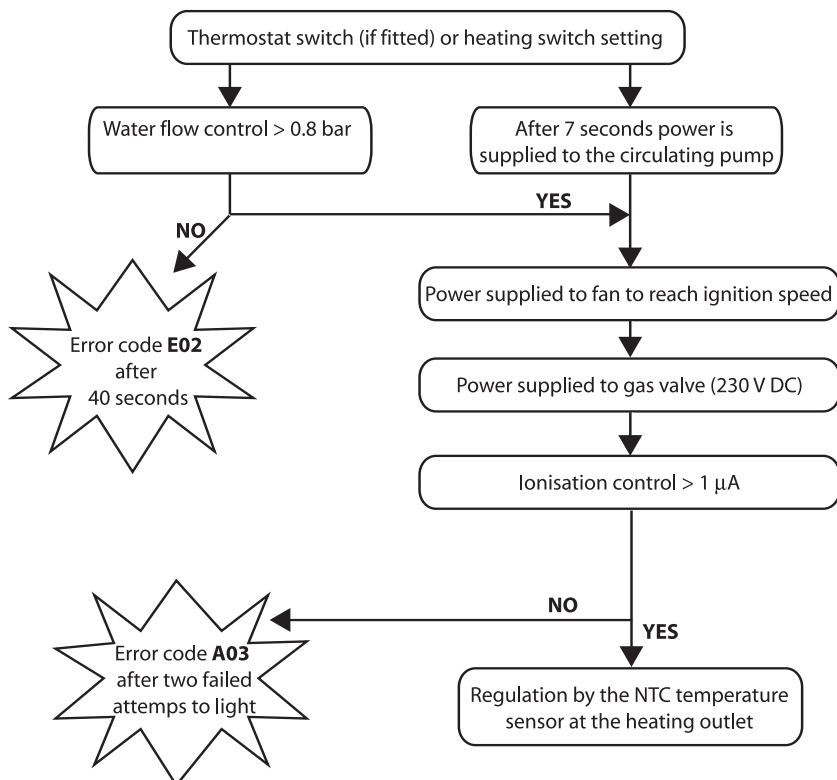 Thermostat switch (if fitted) or heating switch setting
Water flow control > 0.8 bar
After 7 seconds power is
supplied to the circulating pump
YES
NO
Power supplied to fan to reach ignition speed
Error code E02
after
40 seconds
Power supplied to gas valve (230 V DC)
Ionisation control > 1 µA
NO
YES
Error code A03
after two failed
attemps to light
Regulation by the NTC temperature
sensor at the heating outlet